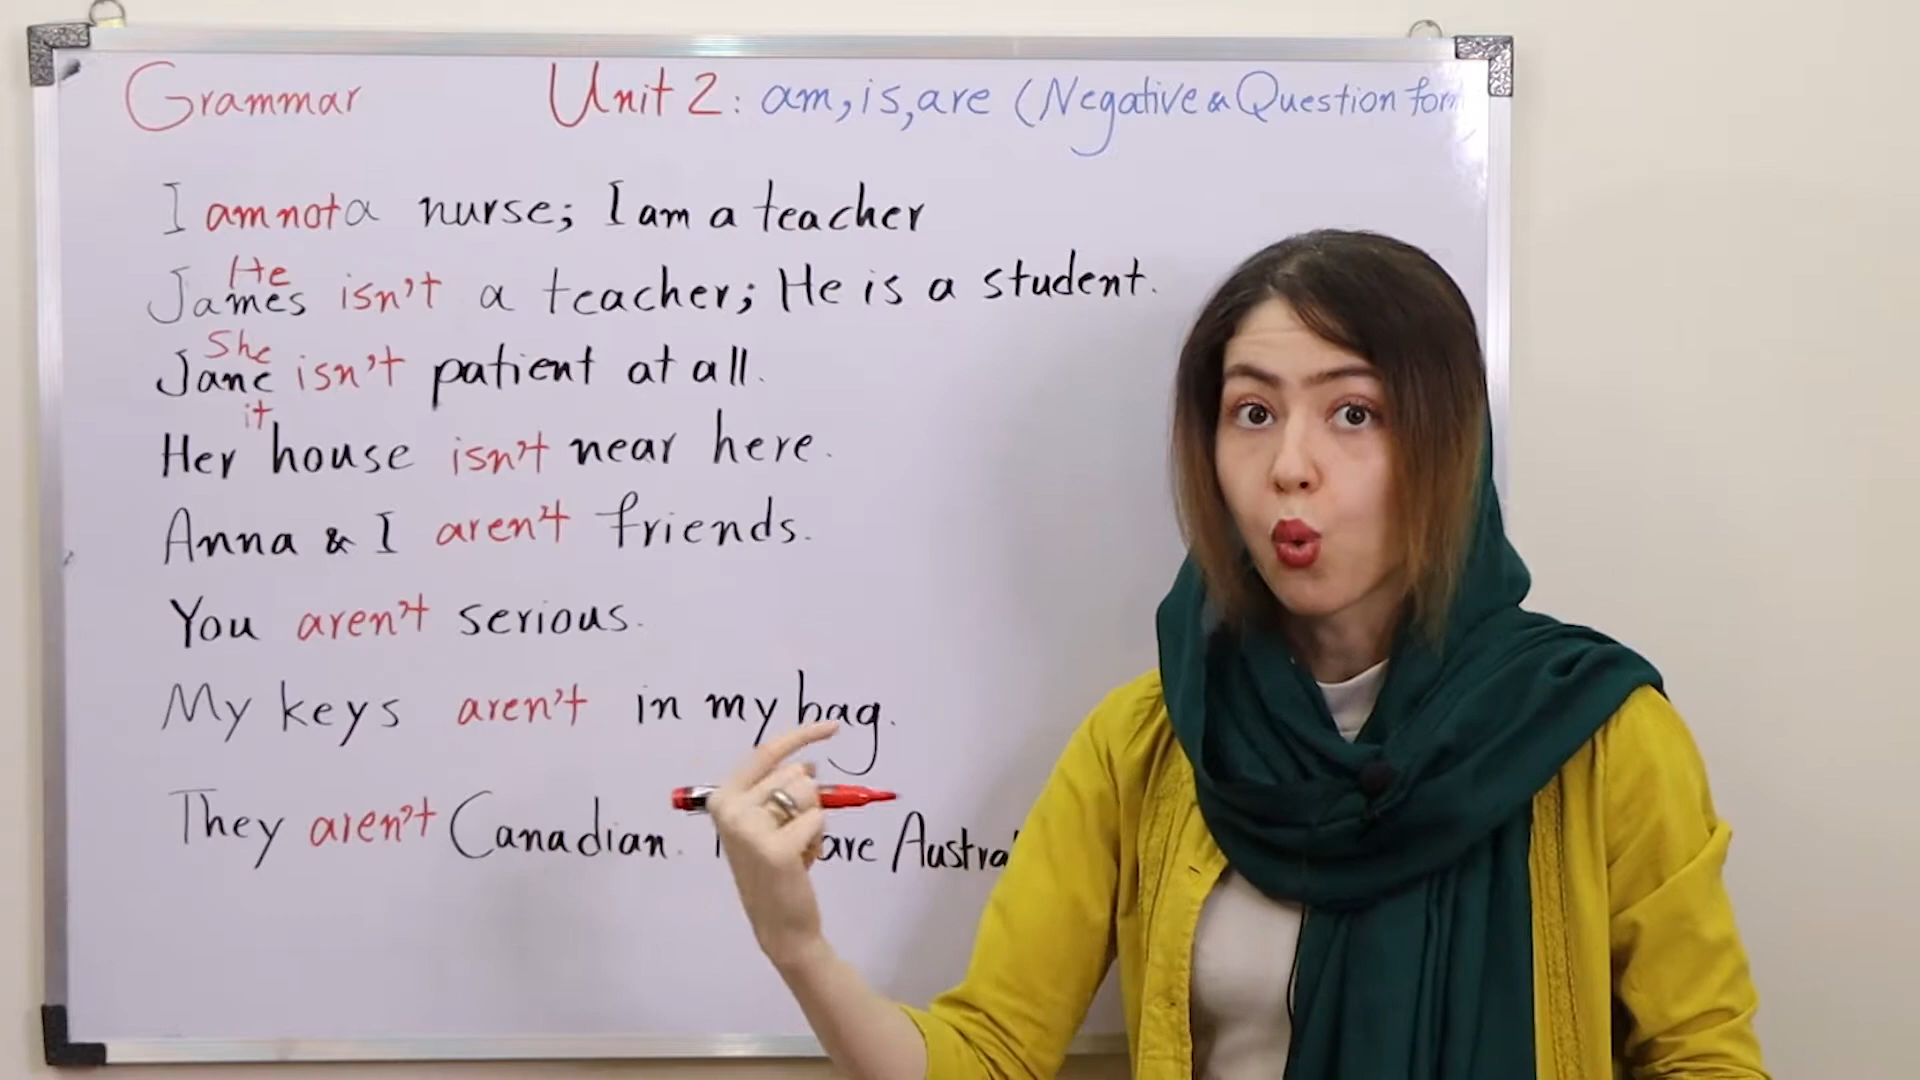 Grammar Unit 2: am, is, are (Negative & Question form)
I am not a nurse; I am a teacher
He
James isn't a teacher; He is a student.
She
Jane isn't patient at all.
it
Her house isn't near here.
Anna & I aren't friends.
You aren't serious.
My keys aren't in my bag.
They aren't Canadian. are